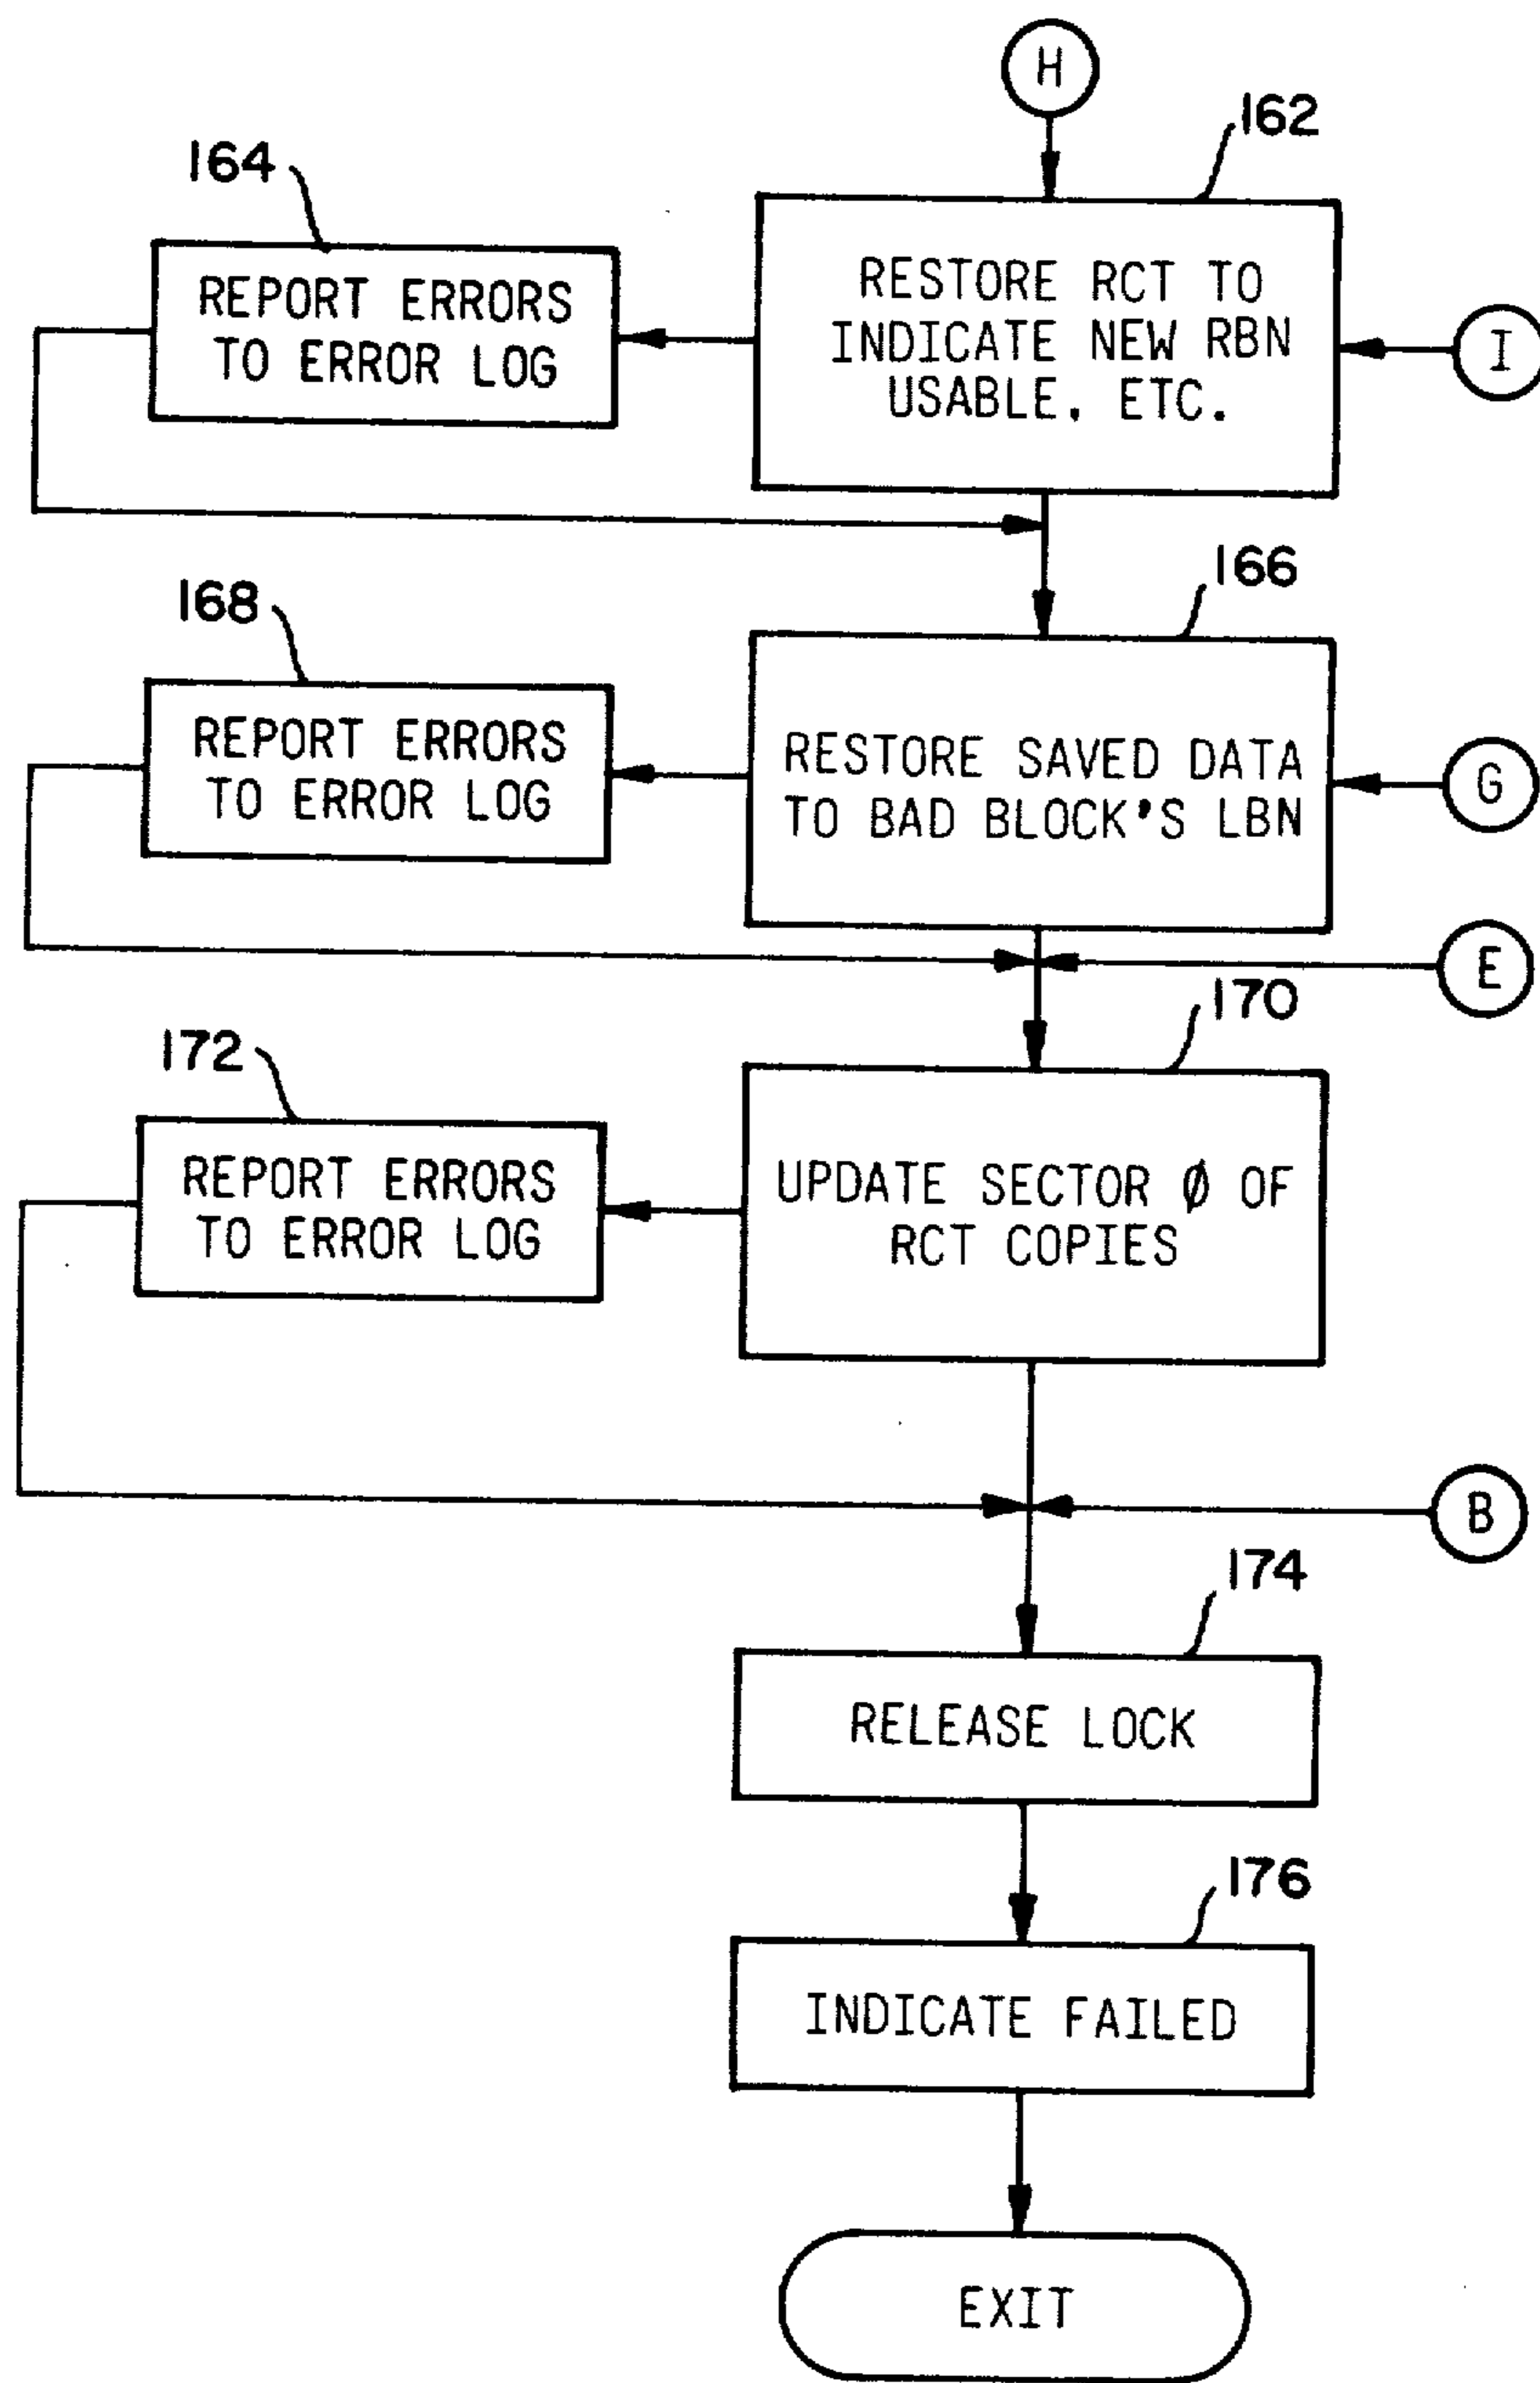 H
162
164
RESTORE RCT TO
INDICATE NEW RBN
USABLE, ETC.
REPORT ERRORS
TO ERROR LOG
I
166
168
RESTORE SAVED DATA
TO BAD BLOCK'S LBN
REPORT ERRORS
TO ERROR LOG
G
E
170
172
UPDATE SECTOR Ø OF
RCT COPIES
REPORT ERRORS
TO ERROR LOG
B
174
RELEASE LOCK
176
INDICATE FAILED
EXIT